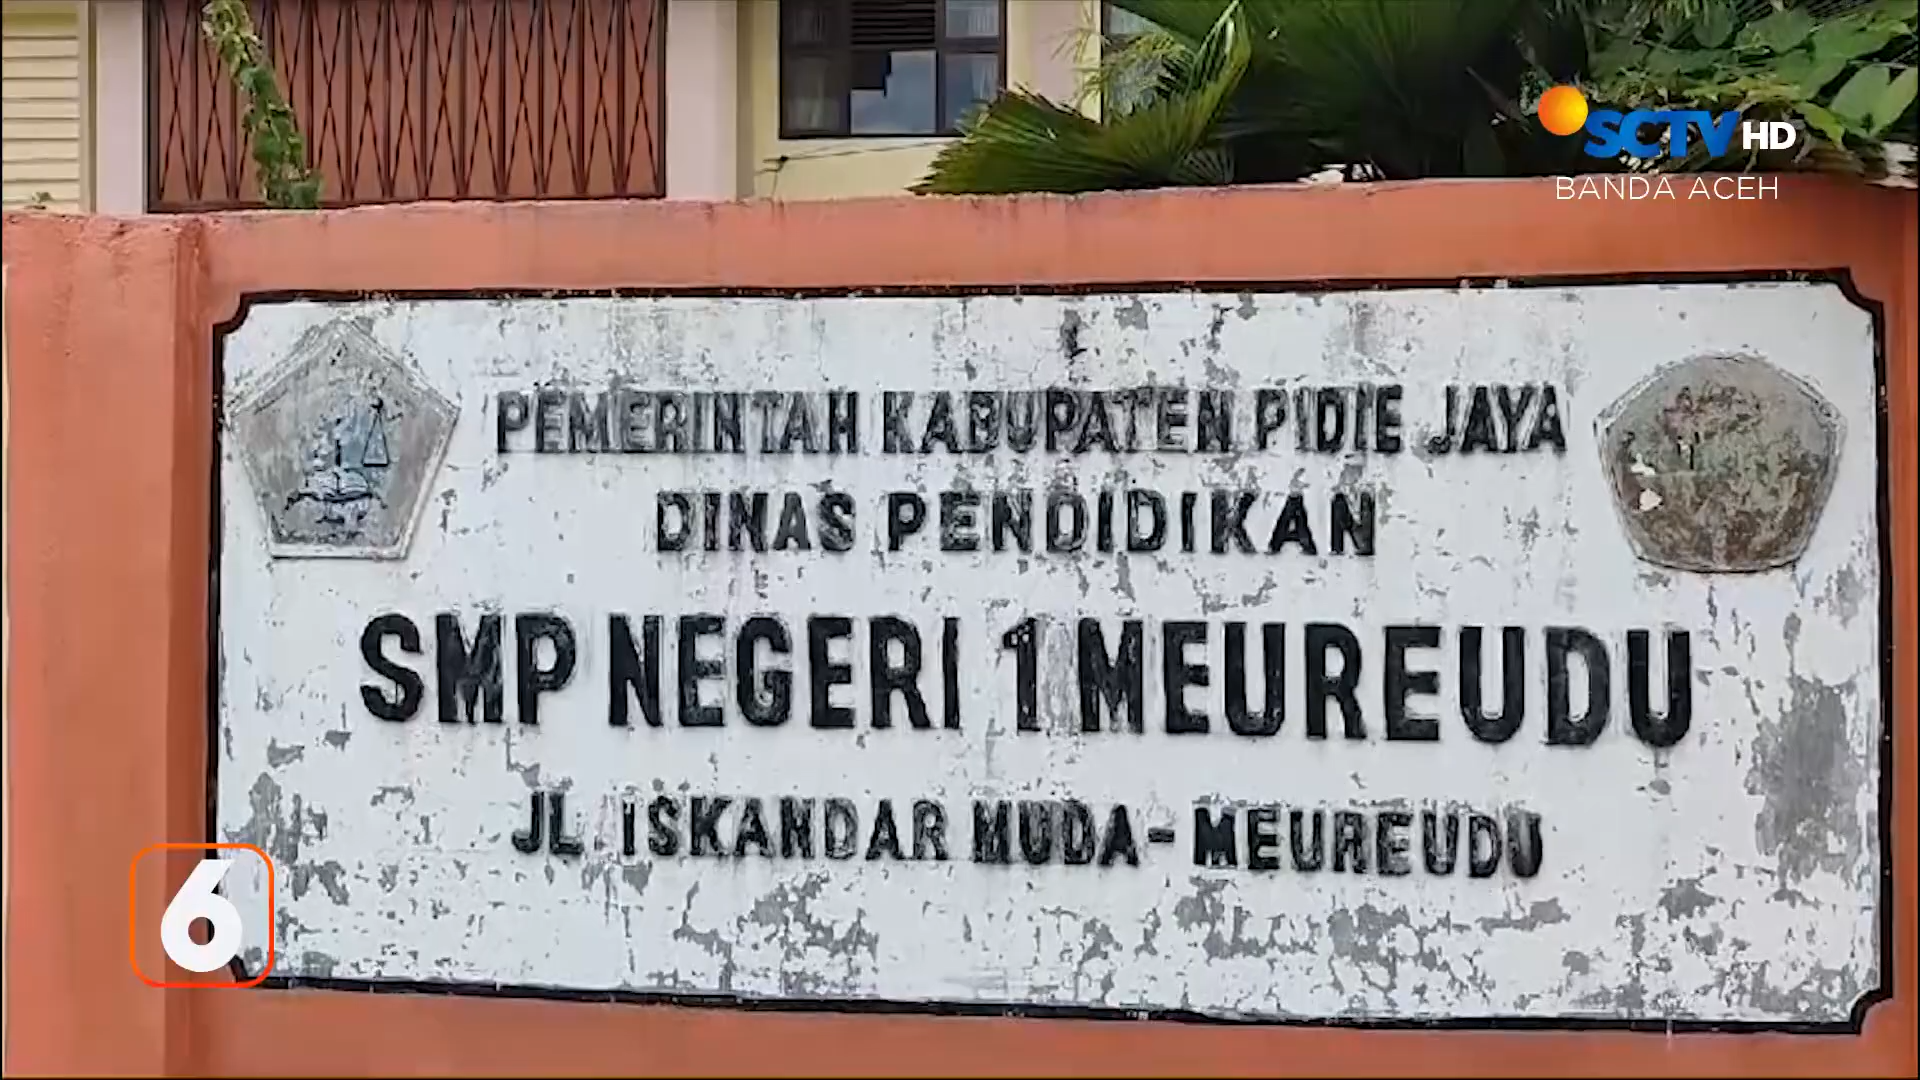 SCTV HD
BANDA ACEH
PEMERINTAH KABUPATEN PIDIE JAYA
DINAS PENDIDIKAN
SMP NEGERI 1 MEUREUDU
JL. ISKANDAR MUDA - MEUREUDU
6